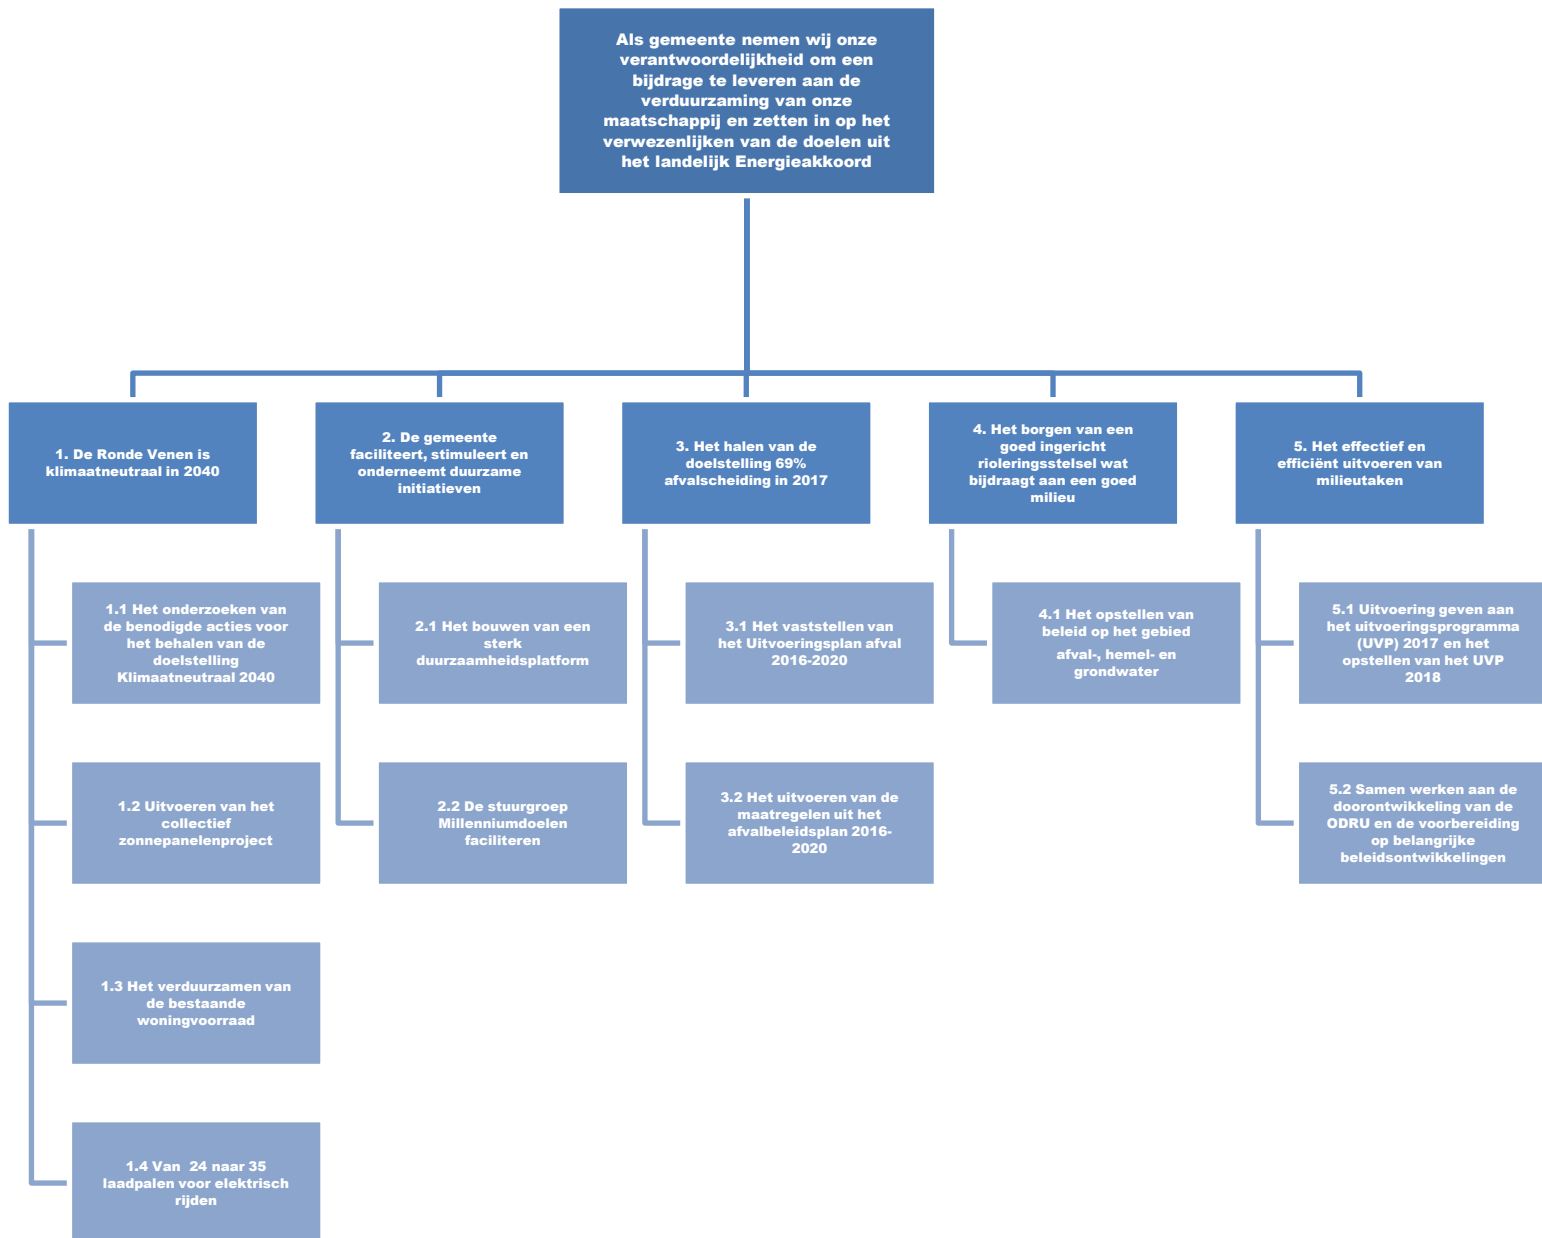 Als gemeente nemen wij onze
verantwoordelijkheid om een
bijdrage te leveren aan de
verduurzaming van onze
maatschappij en zetten in op het
verwezenlijken van de doelen uit
het landelijk Energieakkoord
1. De Ronde Venen is
klimaatneutraal in 2040
2. De gemeente
faciliteert, stimuleert en
onderneemt duurzame
initiatieven
3. Het halen van de
doelstelling 69%
afvalscheiding in 2017
4. Het borgen van een
goed ingericht
rioleringsstelsel wat
bijdraagt aan een goed
milieu
5. Het effectief en
efficiënt uitvoeren van
milieutaken
1.1 Het onderzoeken van
de benodigde acties voor
het behalen van de
doelstelling
Klimaatneutraal 2040
2.1 Het bouwen van een
sterk
duurzaamheidsplatform
3.1 Het vaststellen van
het Uitvoeringsplan afval
2016-2020
4.1 Het opstellen van
beleid op het gebied
afval-, hemel- en
grondwater
5.1 Uitvoering geven aan
het uitvoeringsprogramma
(UVP) 2017 en het
opstellen van het UVP
2018
1.2 Uitvoeren van het
collectief
zonnepanelenproject
2.2 De stuurgroep
Millenniumdoelen
faciliteren
3.2 Het uitvoeren van de
maatregelen uit het
afvalbeleidsplan 2016-
2020
5.2 Samen werken aan de
doorontwikkeling van de
ODRU en de voorbereiding
op belangrijke
beleidsontwikkelingen
1.3 Het verduurzamen van
de bestaande
woningvoorraad
1.4 Van  24 naar 35
laadpalen voor elektrisch
rijden